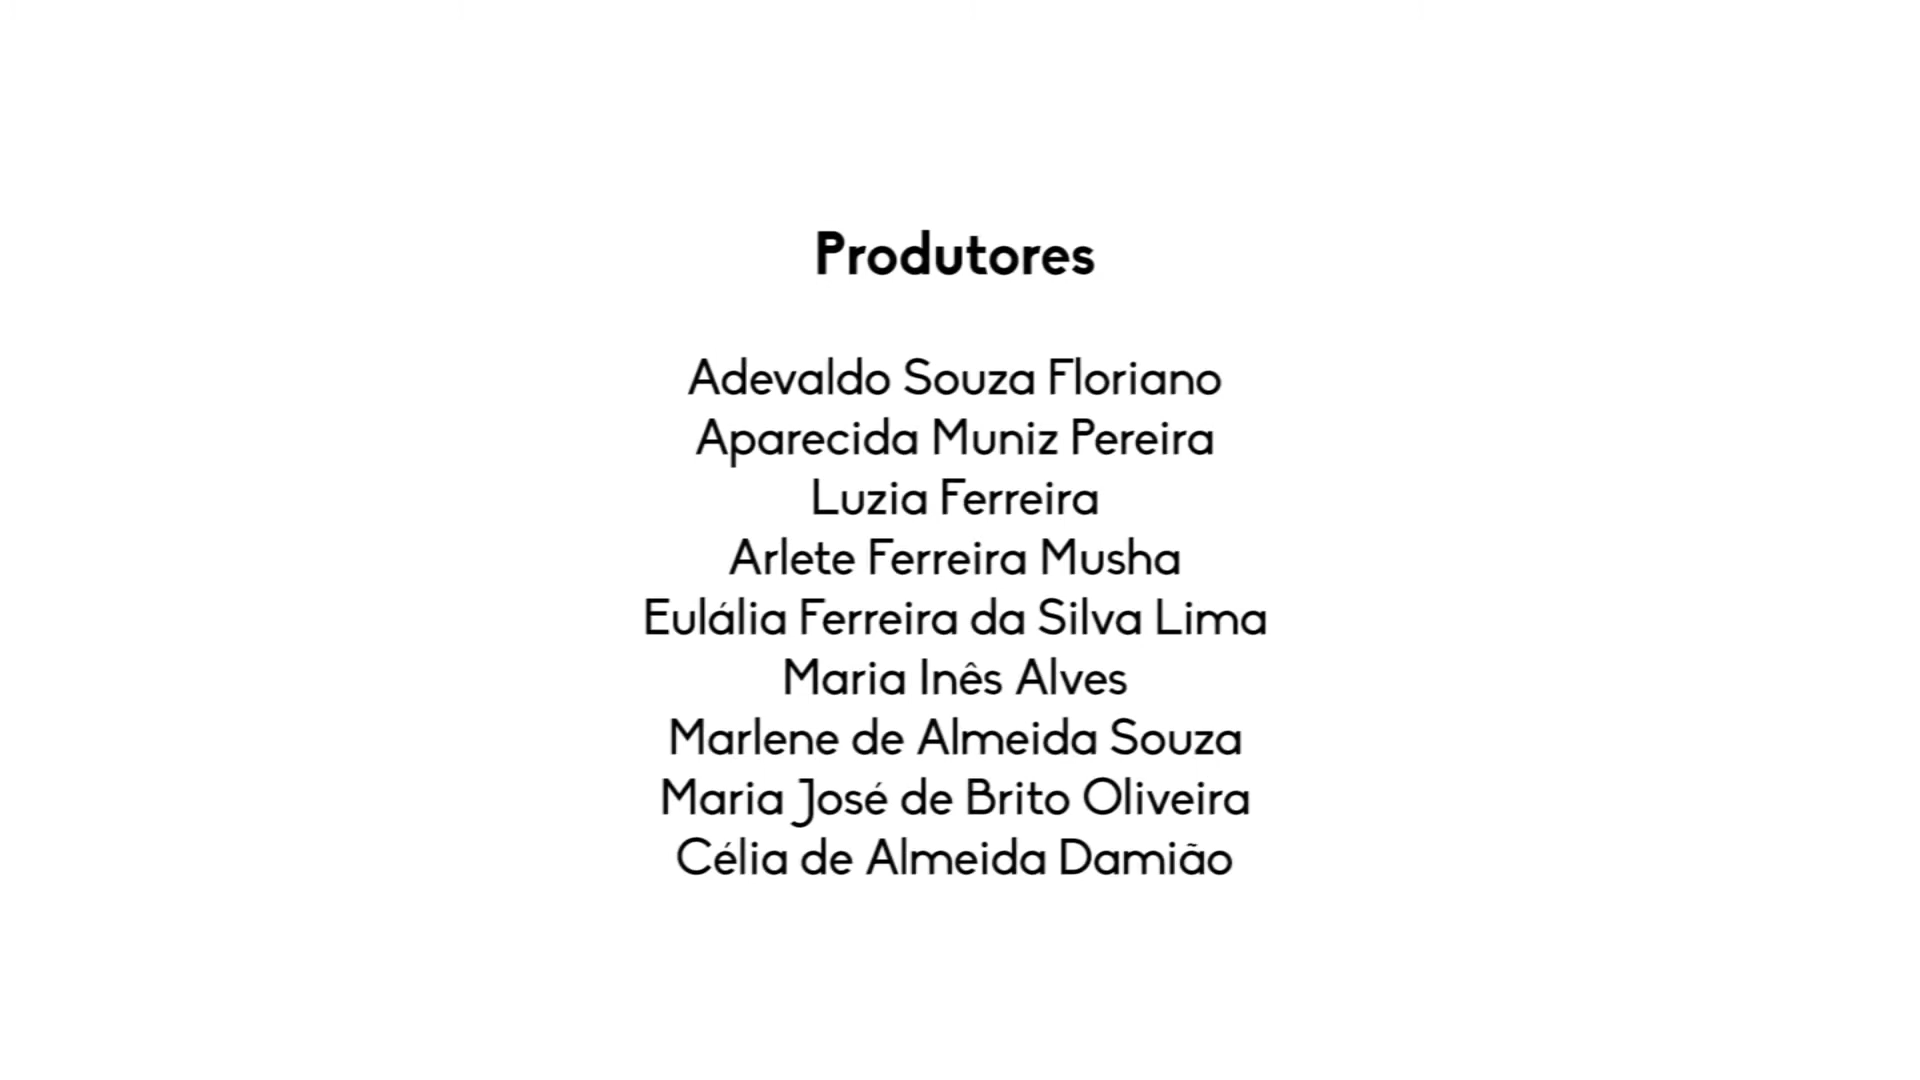 Produtores
Adevaldo Souza Floriano
Aparecida Muniz Pereira
Luzia Ferreira
Arlete Ferreira Musha
Eulália Ferreira da Silva Lima
Maria Inês Alves
Marlene de Almeida Souza
Maria José de Brito Oliveira
Célia de Almeida Damião